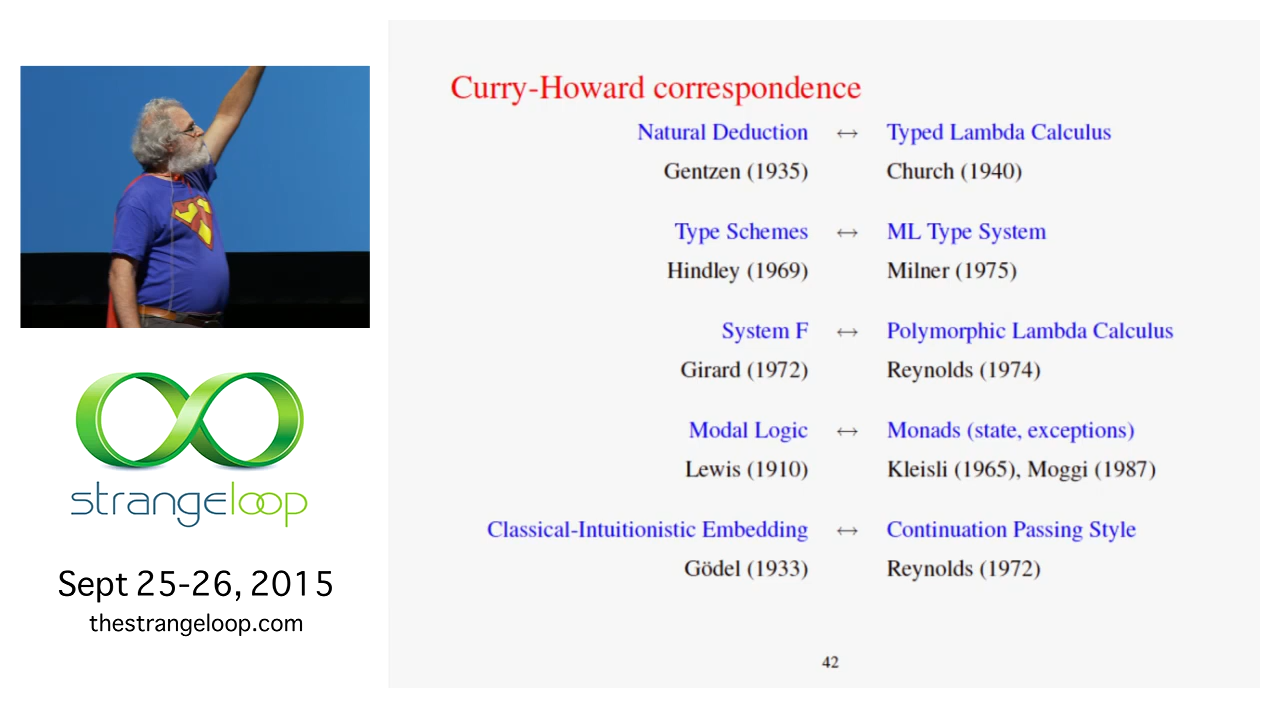 strangeloop
Sept 25-26, 2015
thestrangeloop.com
Curry-Howard correspondence
Natural Deduction ↔ Typed Lambda Calculus
Gentzen (1935) Church (1940)
Type Schemes ↔ ML Type System
Hindley (1969) Milner (1975)
System F ↔ Polymorphic Lambda Calculus
Girard (1972) Reynolds (1974)
Modal Logic ↔ Monads (state, exceptions)
Lewis (1910) Kleisli (1965), Moggi (1987)
Classical-Intuitionistic Embedding ↔ Continuation Passing Style
Gödel (1933) Reynolds (1972)
42